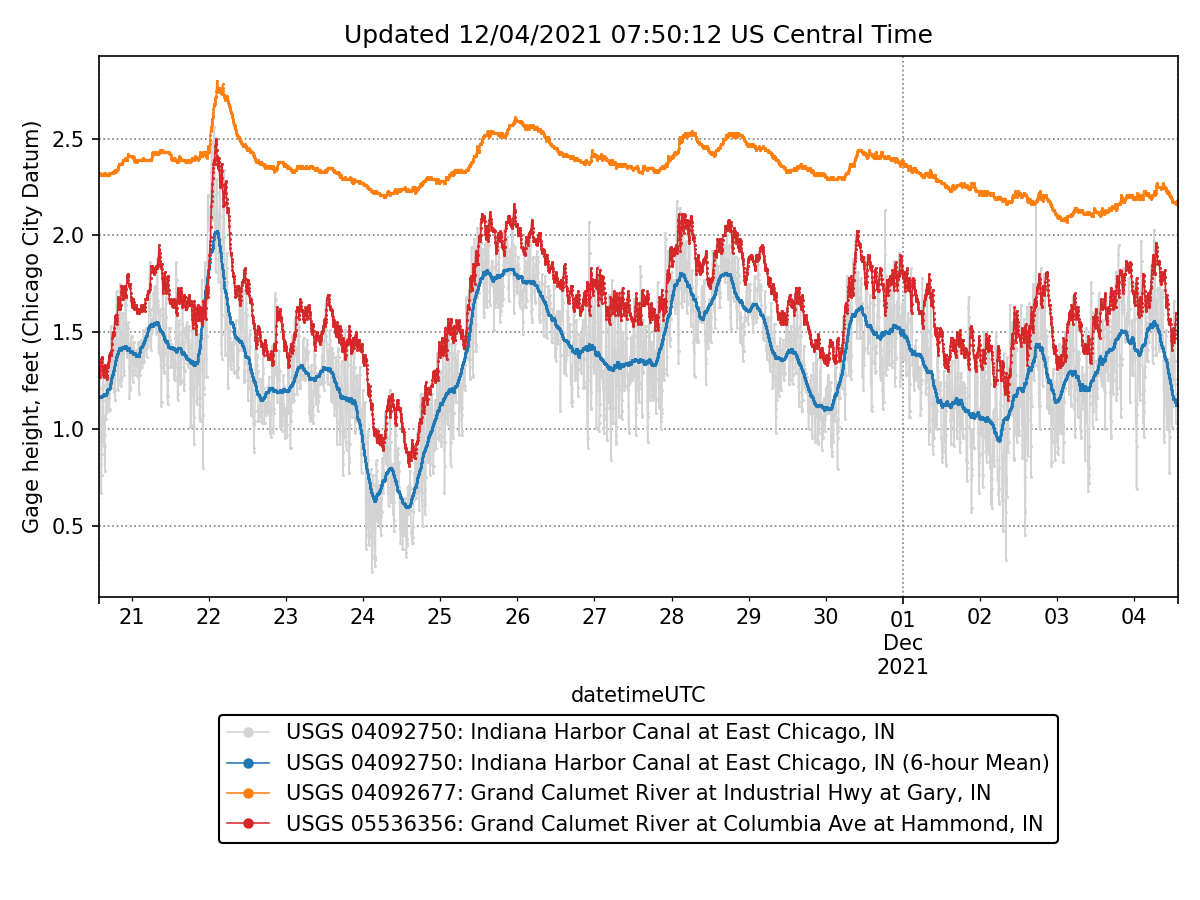 Updated 12/04/2021 07:50:12 US Central Time
Gage height, feet (Chicago City Datum)
2.5
2.0
1.5
1.0
0.5
21 22 23 24 25 26 27 28 29 30 01 02 03 04
Dec
2021
datetimeUTC
USGS 04092750: Indiana Harbor Canal at East Chicago, IN
USGS 04092750: Indiana Harbor Canal at East Chicago, IN (6-hour Mean)
USGS 04092677: Grand Calumet River at Industrial Hwy at Gary, IN
USGS 05536356: Grand Calumet River at Columbia Ave at Hammond, IN